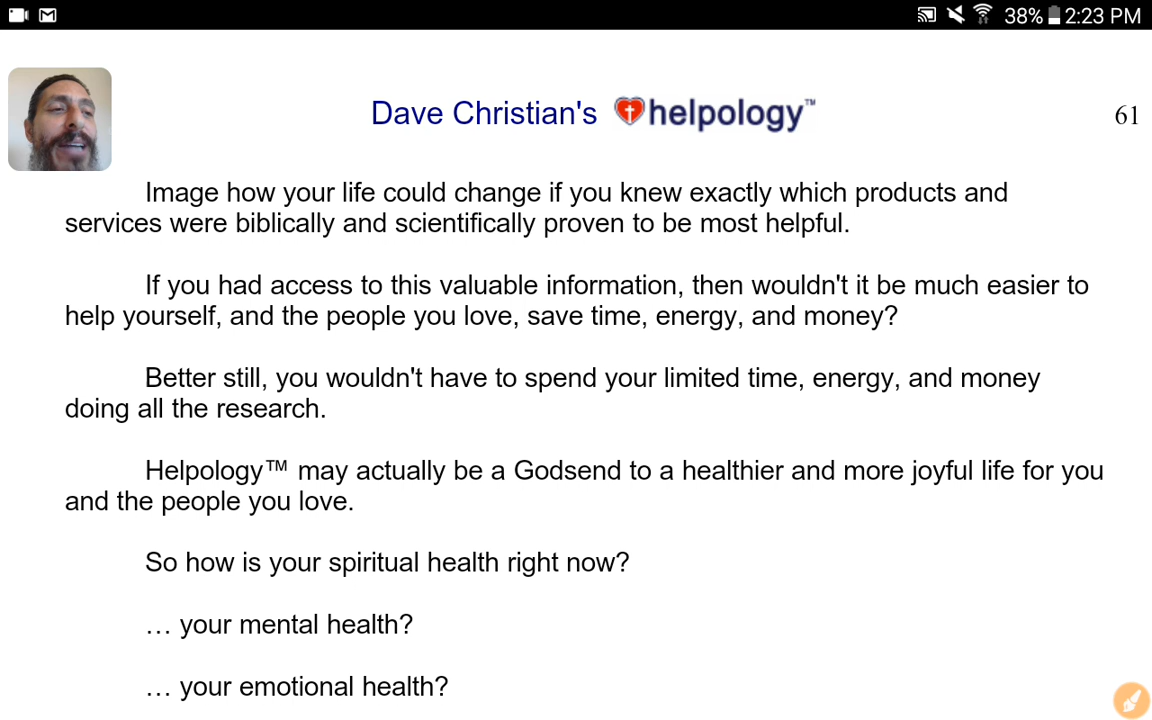 38% 2:23 PM
Dave Christian's helpology™ 61
Image how your life could change if you knew exactly which products and
services were biblically and scientifically proven to be most helpful.
If you had access to this valuable information, then wouldn't it be much easier to
help yourself, and the people you love, save time, energy, and money?
Better still, you wouldn't have to spend your limited time, energy, and money
doing all the research.
Helpology™ may actually be a Godsend to a healthier and more joyful life for you
and the people you love.
So how is your spiritual health right now?
… your mental health?
… your emotional health?